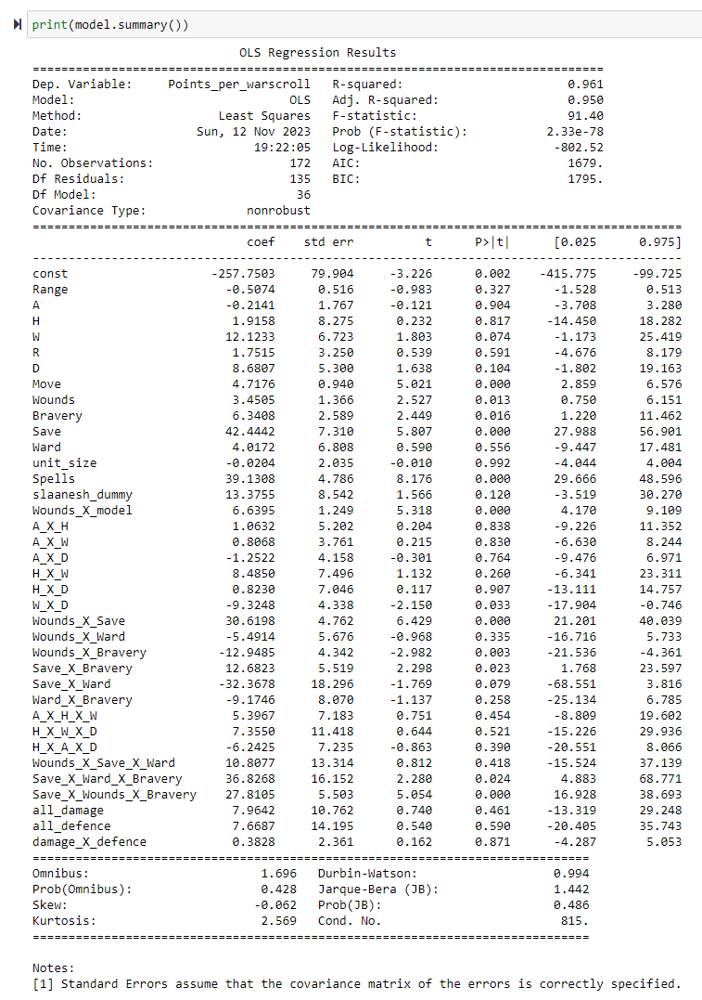 print(model.summary())
OLS Regression Results
==============================================================================
Dep. Variable:     Points_per_warscroll   R-squared:                       0.961
Model:                            OLS   Adj. R-squared:                  0.950
Method:                 Least Squares   F-statistic:                     91.40
Date:                Sun, 12 Nov 2023   Prob (F-statistic):           2.33e-78
Time:                        19:22:05   Log-Likelihood:                -802.52
No. Observations:                 172   AIC:                             1679.
Df Residuals:                     135   BIC:                             1795.
Df Model:                          36
Covariance Type:            nonrobust
==============================================================================
coef    std err          t      P>|t|      [0.025      0.975]
------------------------------------------------------------------------------
const                    -257.7503     79.904     -3.226      0.002    -415.775     -99.725
Range                      -0.5074      0.516     -0.983      0.327      -1.528       0.513
A                          -0.2141      1.767     -0.121      0.904      -3.708       3.280
H                           1.9158      8.275      0.232      0.817     -14.450      18.282
W                          12.1233      6.723      1.803      0.074      -1.173      25.419
R                           1.7515      3.250      0.539      0.591      -4.676       8.179
D                           8.6807      5.300      1.638      0.104      -1.802      19.163
Move                        4.7176      0.940      5.021      0.000       2.859       6.576
Wounds                      3.4505      1.366      2.527      0.013       0.750       6.151
Bravery                     6.3408      2.589      2.449      0.016       1.220      11.462
Save                       42.4442      7.310      5.807      0.000      27.988      56.901
Ward                        4.0172      6.808      0.590      0.556      -9.447      17.481
unit_size                  -0.0204      2.035     -0.010      0.992      -4.044       4.004
Spells                     39.1308      4.786      8.176      0.000      29.666      48.596
slaanesh_dummy             13.3755      8.542      1.566      0.120      -3.519      30.270
Wounds_X_model              6.6395      1.249      5.318      0.000       4.170       9.109
A_X_H                       1.0632      5.202      0.204      0.838      -9.226      11.352
A_X_W                       0.8068      3.761      0.215      0.830      -6.630       8.244
A_X_D                      -1.2522      4.158     -0.301      0.764      -9.476       6.971
H_X_W                       8.4850      7.496      1.132      0.260      -6.341      23.311
H_X_D                       0.8230      7.046      0.117      0.907     -13.111      14.757
W_X_D                      -9.3248      4.338     -2.150      0.033     -17.904      -0.746
Wounds_X_Save              30.6198      4.762      6.429      0.000      21.201      40.039
Wounds_X_Ward              -5.4914      5.676     -0.968      0.335     -16.716       5.733
Wounds_X_Bravery          -12.9485      4.342     -2.982      0.003     -21.536      -4.361
Save_X_Bravery             12.6823      5.519      2.298      0.023       1.768      23.597
Save_X_Ward               -32.3678     18.296     -1.769      0.079     -68.551       3.816
Ward_X_Bravery             -9.1746      8.070     -1.137      0.258     -25.134       6.785
A_X_H_X_W                   5.3967      7.183      0.751      0.454      -8.809      19.602
H_X_W_X_D                   7.3550     11.418      0.644      0.521     -15.226      29.936
H_X_A_X_D                  -6.2425      7.235     -0.863      0.390     -20.551       8.066
Wounds_X_Save_X_Ward       10.8077     13.314      0.812      0.418     -15.524      37.139
Save_X_Ward_X_Bravery      36.8268     16.152      2.280      0.024       4.883      68.771
Save_X_Wounds_X_Bravery    27.8105      5.503      5.054      0.000      16.928      38.693
all_damage                  7.9642     10.762      0.740      0.461     -13.319      29.248
all_defence                 7.6687     14.195      0.540      0.590     -20.405      35.743
damage_X_defence            0.3828      2.361      0.162      0.871      -4.287       5.053
==============================================================================
Omnibus:                        1.696   Durbin-Watson:                   0.994
Prob(Omnibus):                  0.428   Jarque-Bera (JB):                1.442
Skew:                          -0.062   Prob(JB):                        0.486
Kurtosis:                       2.569   Cond. No.                         815.
==============================================================================
Notes:
[1] Standard Errors assume that the covariance matrix of the errors is correctly specified.